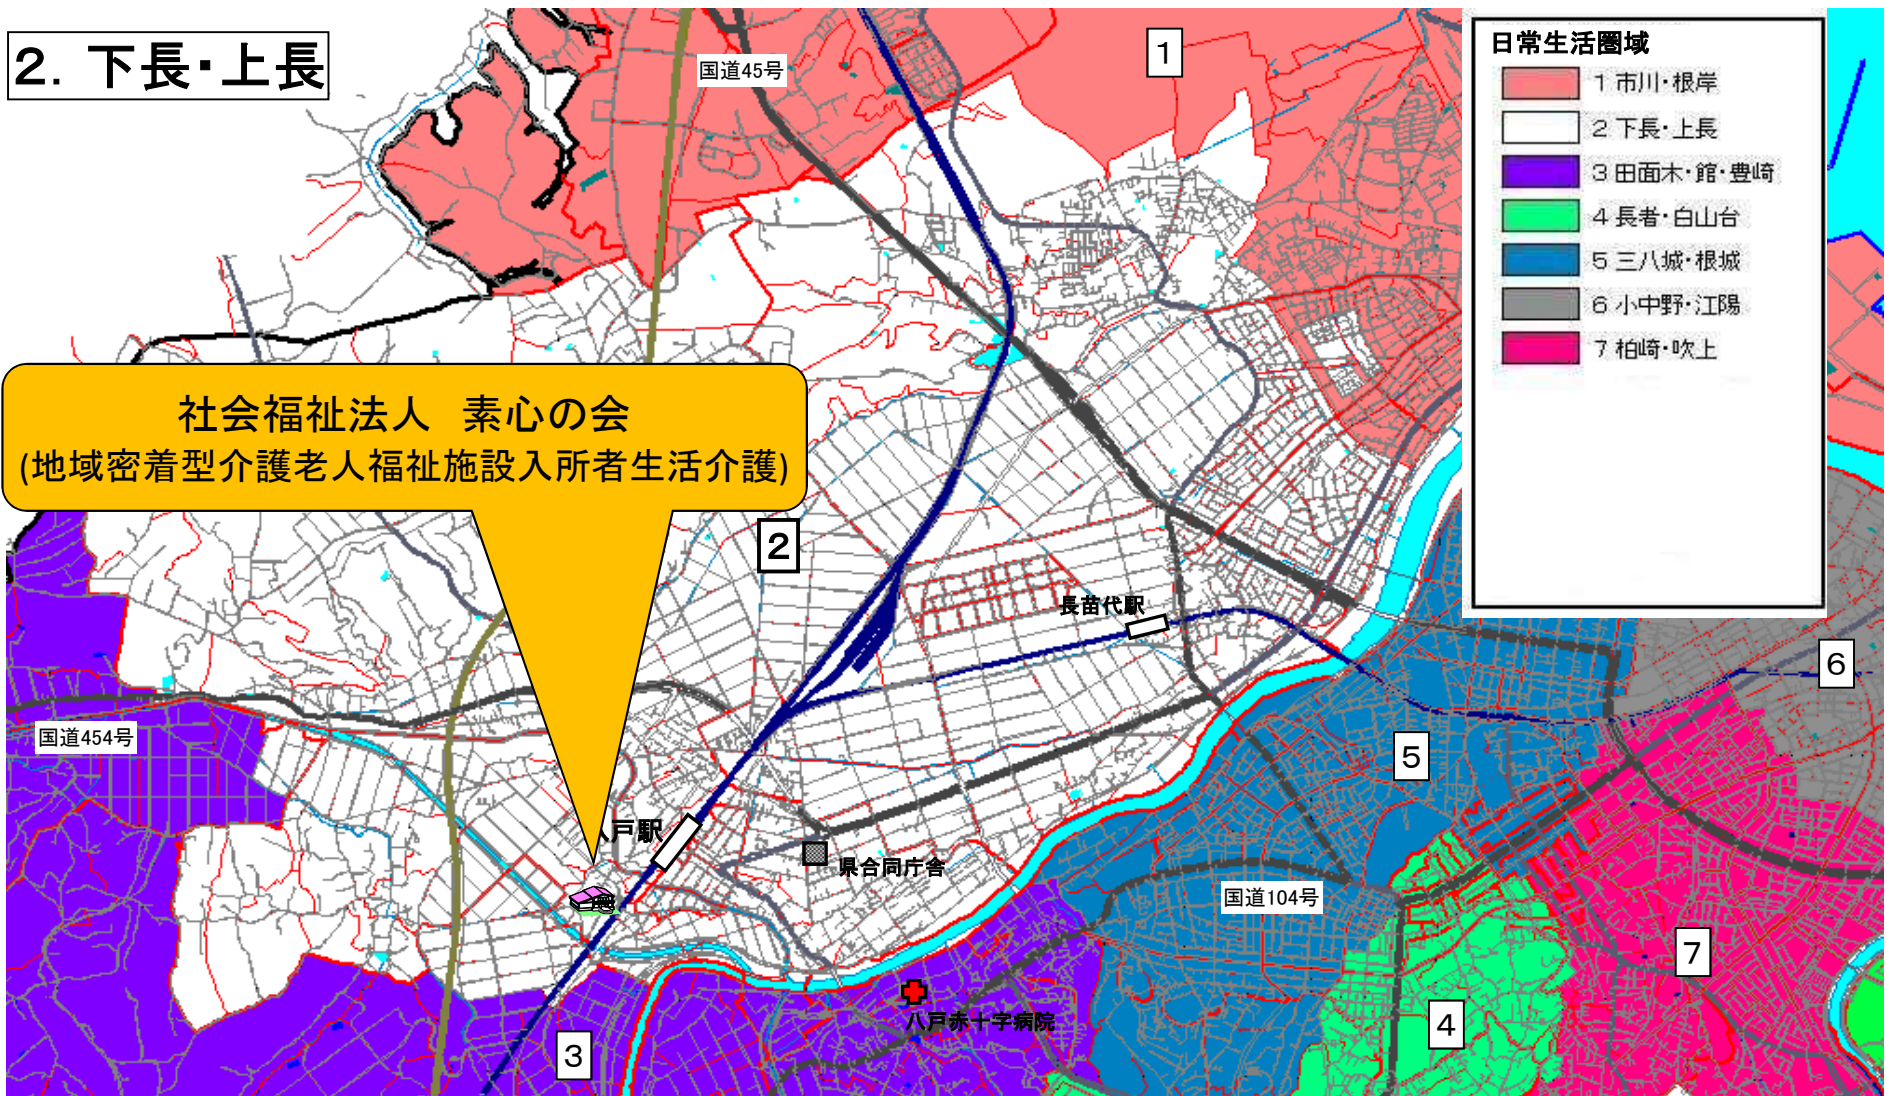 2. 下長・上長
国道45号
1
日常生活圏域
1 市川・根岸
2 下長・上長
3 田面木・館・豊崎
4 長者・白山台
5 三八城・根城
6 小中野・江陽
7 柏崎・吹上
社会福祉法人　素心の会
(地域密着型介護老人福祉施設入所者生活介護)
2
長苗代駅
6
国道454号
5
戸駅
県合同庁舎
国道104号
7
八戸赤十字病院
4
3